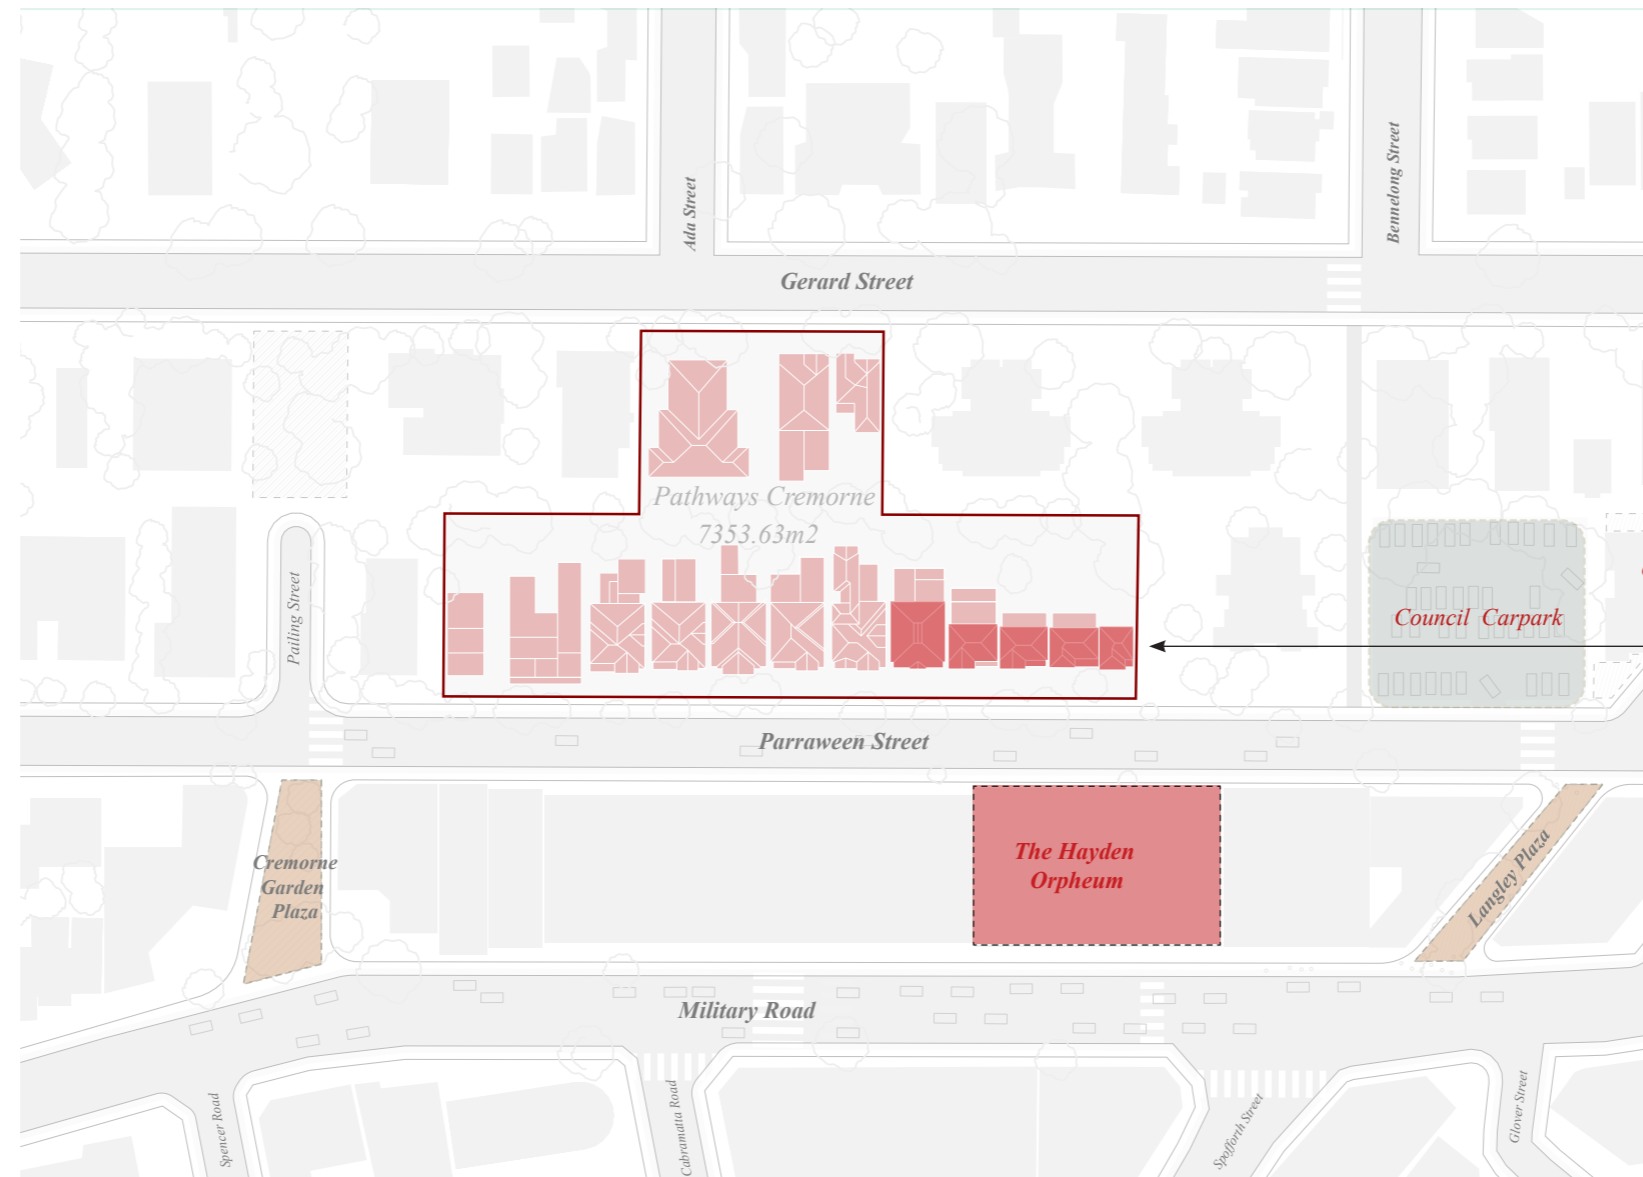 Ada Street
Bennelong Street
Gerard Street
Pathways Cremorne
7353.63m2
Pailing Street
Council Carpark
Parraween Street
The Hayden
Orpheum
Cremorne
Garden
Plaza
Langley Plaza
Military Road
Spencer Road
Cabramatta Road
Spofforth Street
Glover Street